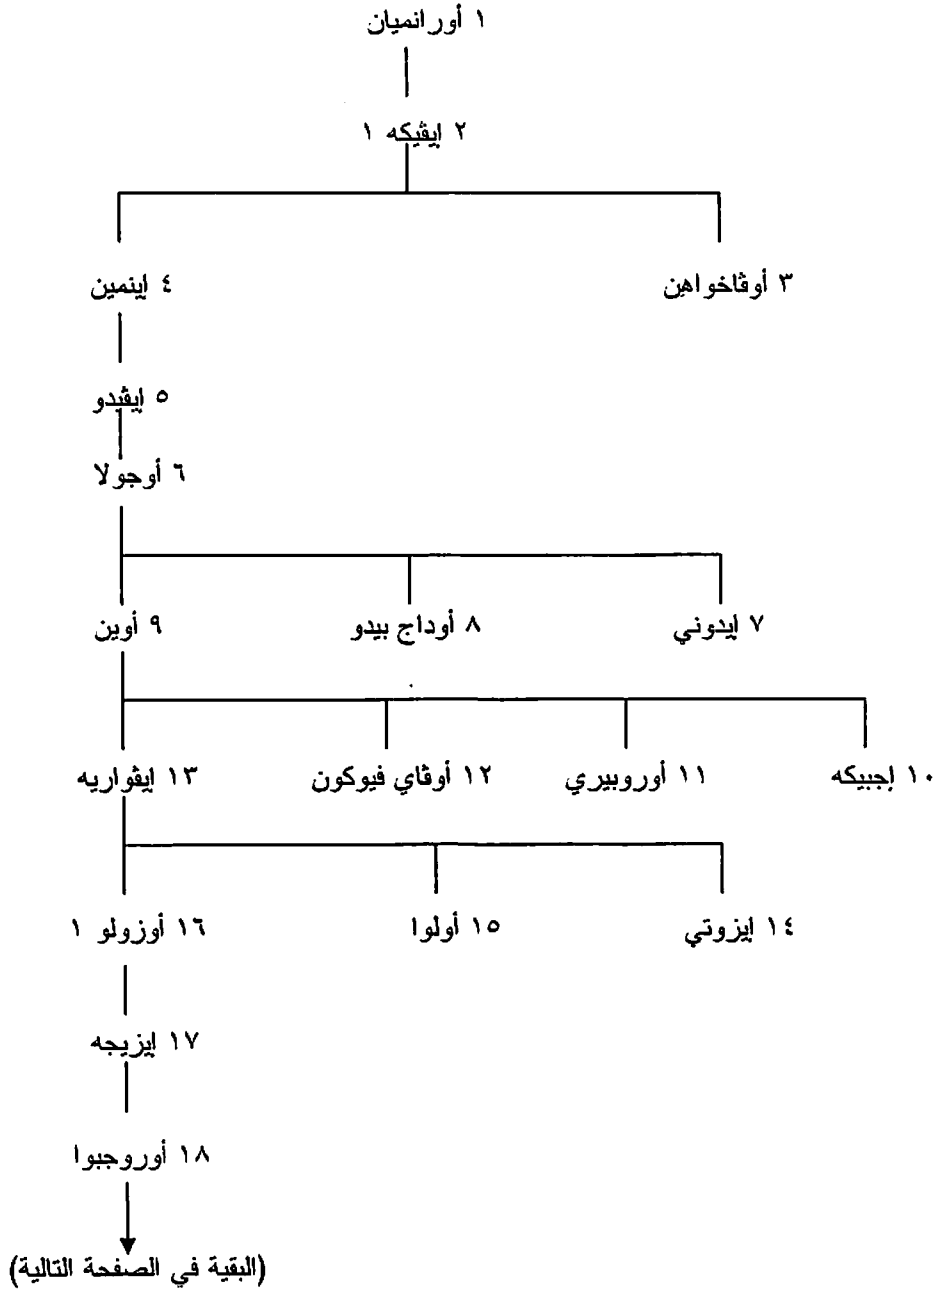 ١ أورانميان
٢ إيڤيكه ١
٣ أوڤاخواهن
٤ إينمين
٥ إيڤيدو
٦ أوجولا
٧ إيدوني
٨ أوداج بيدو
٩ أوين
١٠ إجبيكه
١١ أوروبيري
١٢ أوڤاي فيوكون
١٣ إيڤواريه
١٤ إيزوتي
١٥ أولوا
١٦ أوزولو ١
١٧ إيزيجه
١٨ أوروجبوا
(البقية في الصفحة التالية)